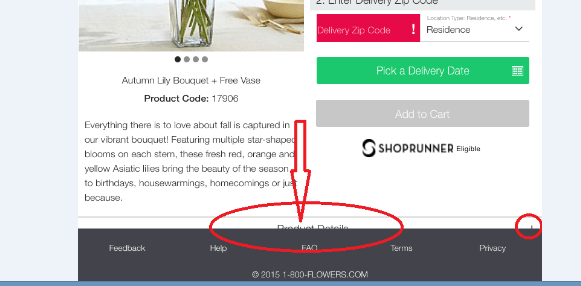 2. Enter Delivery Zip Code
Delivery Zip Code !
Location Type: Residence, etc. *
Residence
Pick a Delivery Date
Add to Cart
SHOPRUNNER Eligible
Autumn Lily Bouquet + Free Vase
Product Code: 17906
Everything there is to love about fall is captured in
our vibrant bouquet! Featuring multiple star-shaped
blooms on each stem, these fresh red, orange and
yellow Asiatic lilies bring the beauty of the season
to birthdays, housewarmings, homecomings or just
because.
Product Details
Feedback Help FAQ Terms Privacy
© 2015 1-800-FLOWERS.COM